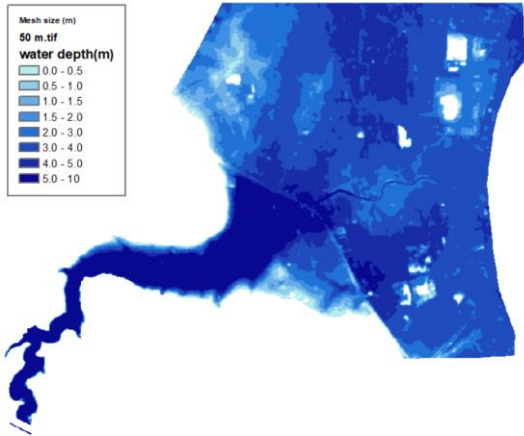 Mesh size (m)
50 m.tif
water depth(m)
0.0 - 0.5
0.5 - 1.0
1.0 - 1.5
1.5 - 2.0
2.0 - 3.0
3.0 - 4.0
4.0 - 5.0
5.0 - 10